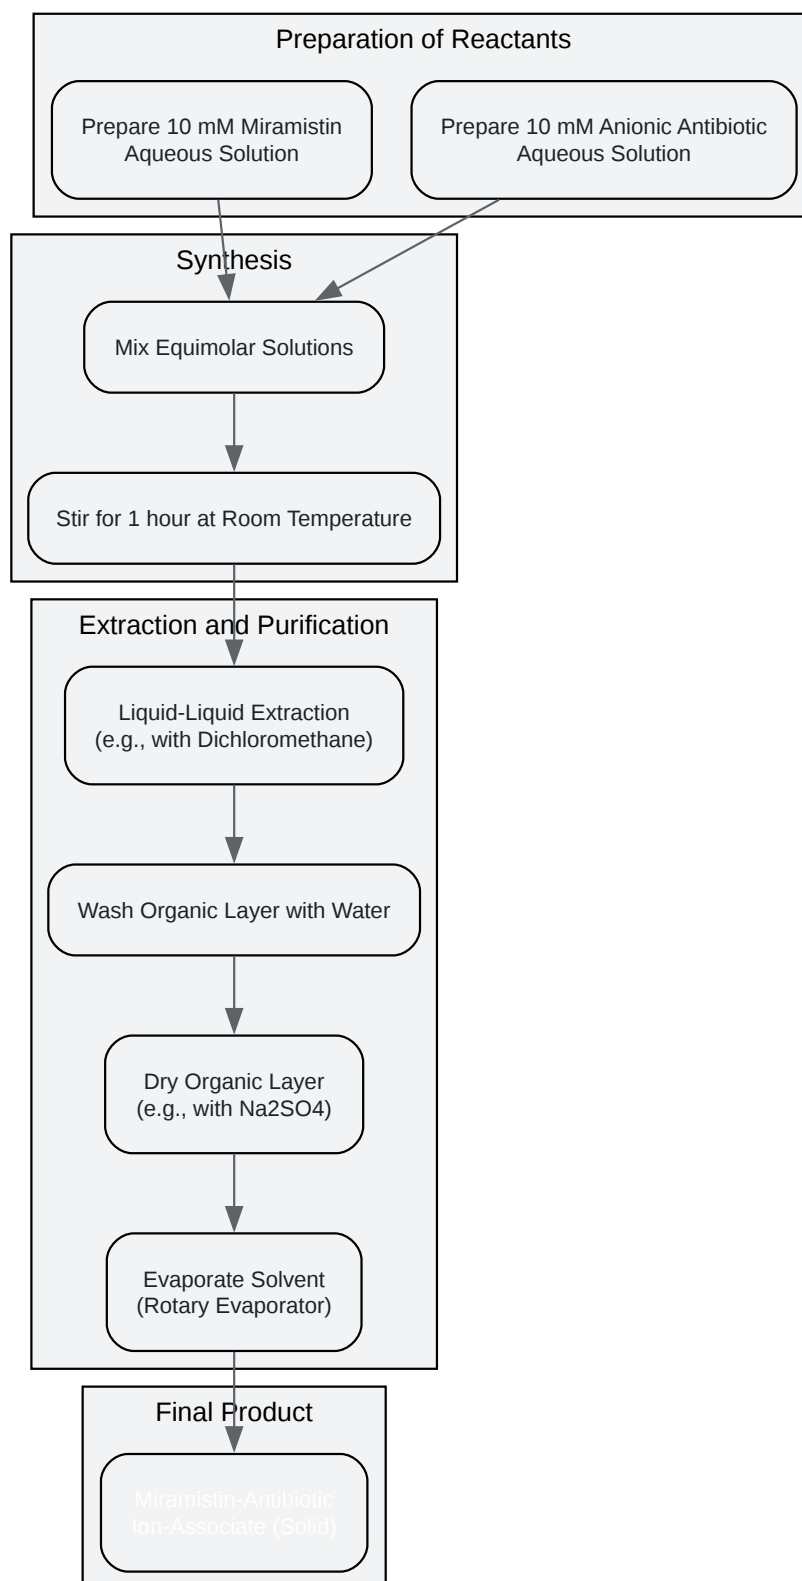 Preparation of Reactants
Prepare 10 mM Miramistin
Aqueous Solution
Prepare 10 mM Anionic Antibiotic
Aqueous Solution
Synthesis
Mix Equimolar Solutions
Stir for 1 hour at Room Temperature
Extraction and Purification
Liquid-Liquid Extraction
(e.g., with Dichloromethane)
Wash Organic Layer with Water
Dry Organic Layer
(e.g., with Na2SO4)
Evaporate Solvent
(Rotary Evaporator)
Final Product
Miramistin-Antibiotic
Ion-Associate (Solid)